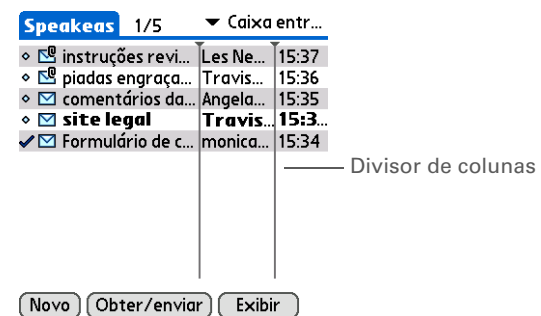 Speakeas 1/5 Caixa entr...
instruções revi... Les Ne... 15:37
piadas engraça... Travis... 15:36
comentários da... Angela... 15:35
site legal Travis... 15:3...
Formulário de c... monica... 15:34
Divisor de colunas
Novo Obter/enviar Exibir